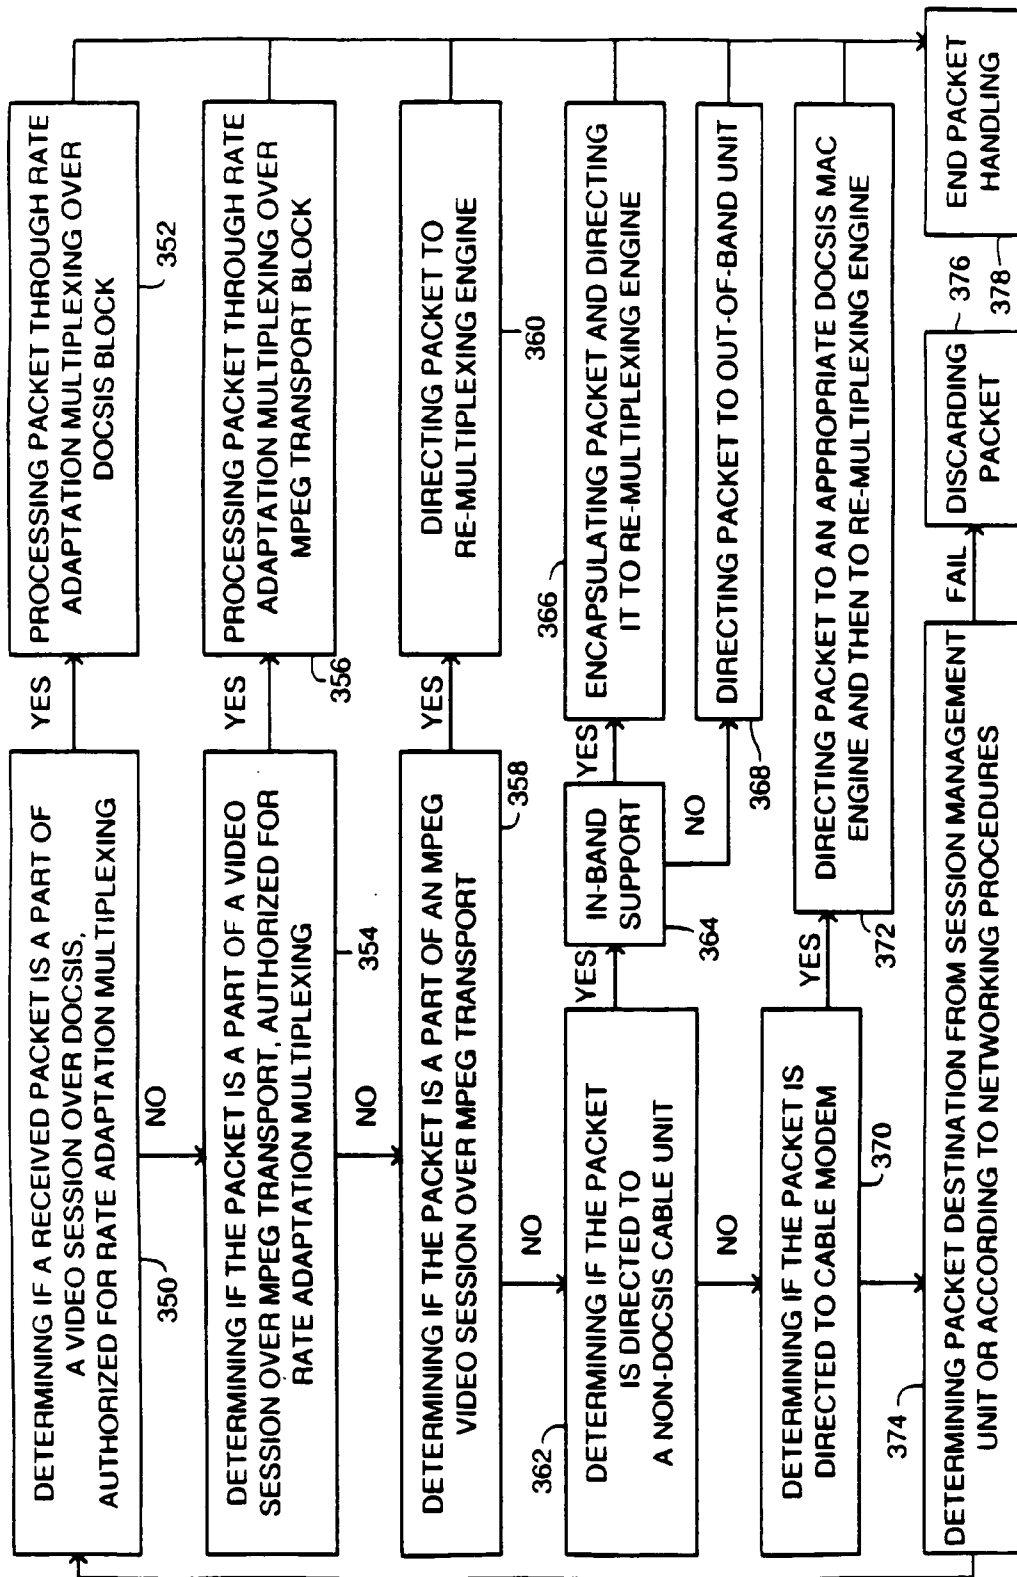 DETERMINING IF A RECEIVED PACKET IS A PART OF
A VIDEO SESSION OVER DOCSIS,
AUTHORIZED FOR RATE ADAPTATION MULTIPLEXING
350
YES
PROCESSING PACKET THROUGH RATE
ADAPTATION MULTIPLEXING OVER
DOCSIS BLOCK
352
NO
DETERMINING IF THE PACKET IS A PART OF A VIDEO
SESSION OVER MPEG TRANSPORT, AUTHORIZED FOR
RATE ADAPTATION MULTIPLEXING
354
YES
PROCESSING PACKET THROUGH RATE
ADAPTATION MULTIPLEXING OVER
MPEG TRANSPORT BLOCK
356
NO
DETERMINING IF THE PACKET IS A PART OF AN MPEG
VIDEO SESSION OVER MPEG TRANSPORT
358
YES
DIRECTING PACKET TO
RE-MULTIPLEXING ENGINE
360
NO
362
DETERMINING IF THE PACKET
IS DIRECTED TO
A NON-DOCSIS CABLE UNIT
YES
IN-BAND
SUPPORT
364
YES
366
ENCAPSULATING PACKET AND DIRECTING
IT TO RE-MULTIPLEXING ENGINE
NO
DIRECTING PACKET TO OUT-OF-BAND UNIT
368
NO
DETERMINING IF THE PACKET IS
DIRECTED TO CABLE MODEM
370
YES
DIRECTING PACKET TO AN APPROPRIATE DOCSIS MAC
ENGINE AND THEN TO RE-MULTIPLEXING ENGINE
372
374
DETERMINING PACKET DESTINATION FROM SESSION MANAGEMENT
UNIT OR ACCORDING TO NETWORKING PROCEDURES
FAIL
DISCARDING
PACKET
376
END PACKET
HANDLING
378